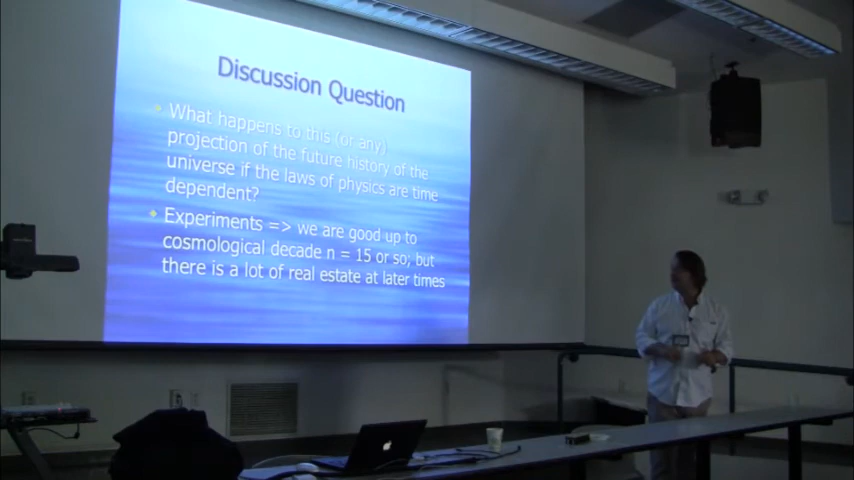 Discussion Question
What happens to this (or any)
projection of the future history of the
universe if the laws of physics are time
dependent?
Experiments => we are good up to
cosmological decade n = 15 or so; but
there is a lot of real estate at later times